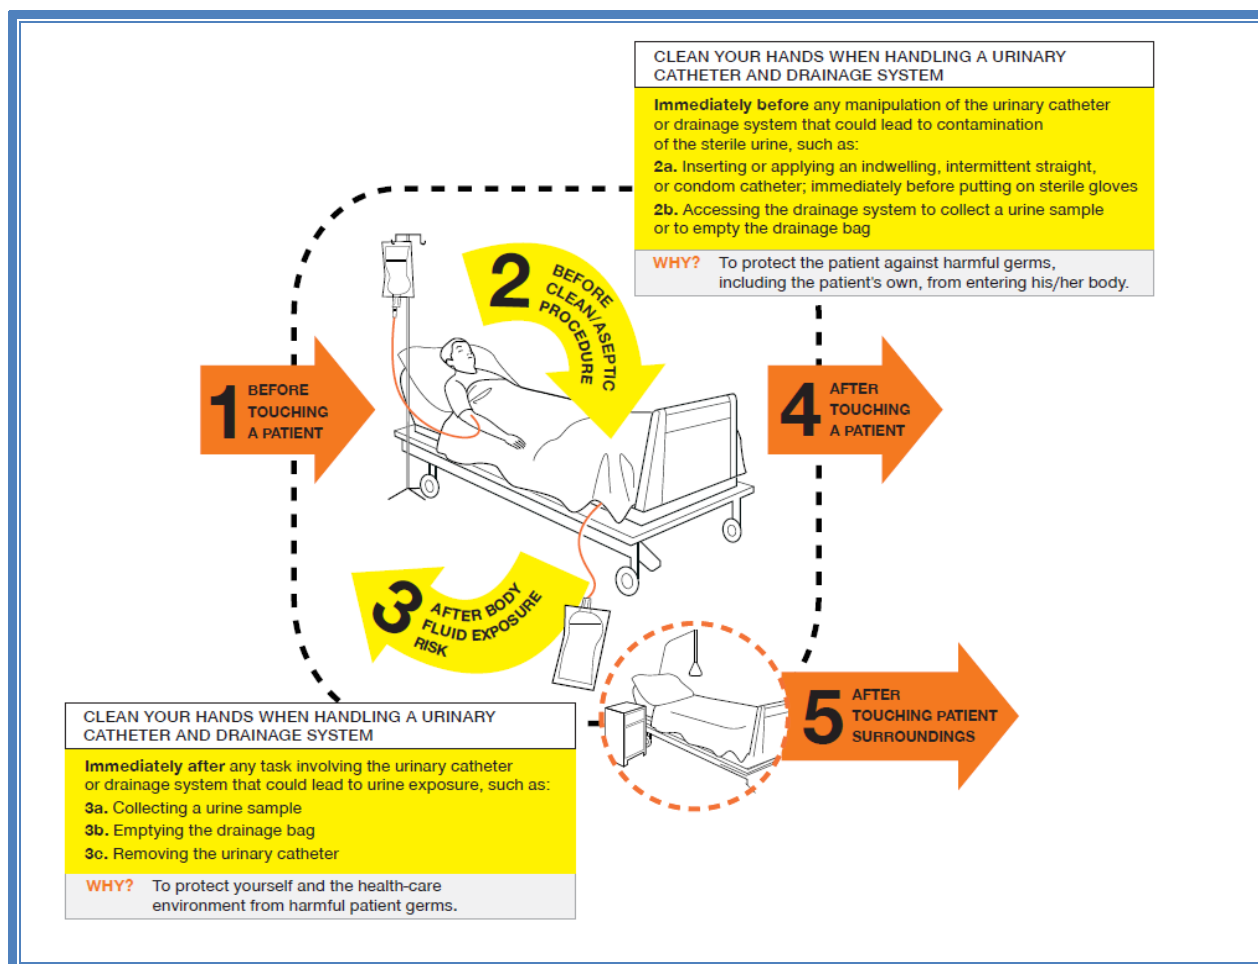 CLEAN YOUR HANDS WHEN HANDLING A URINARY
CATHETER AND DRAINAGE SYSTEM
Immediately before any manipulation of the urinary catheter
or drainage system that could lead to contamination
of the sterile urine, such as:
2a. Inserting or applying an indwelling, intermittent straight,
or condom catheter; immediately before putting on sterile gloves
2b. Accessing the drainage system to collect a urine sample
or to empty the drainage bag
WHY? To protect the patient against harmful germs,
including the patient's own, from entering his/her body.
1
BEFORE
TOUCHING
A PATIENT
2
BEFORE
CLEAN/ASEPTIC
PROCEDURE
3
AFTER BODY
FLUID EXPOSURE
RISK
4
AFTER
TOUCHING
A PATIENT
5
AFTER
TOUCHING PATIENT
SURROUNDINGS
CLEAN YOUR HANDS WHEN HANDLING A URINARY
CATHETER AND DRAINAGE SYSTEM
Immediately after any task involving the urinary catheter
or drainage system that could lead to urine exposure, such as:
3a. Collecting a urine sample
3b. Emptying the drainage bag
3c. Removing the urinary catheter
WHY? To protect yourself and the health-care
environment from harmful patient germs.